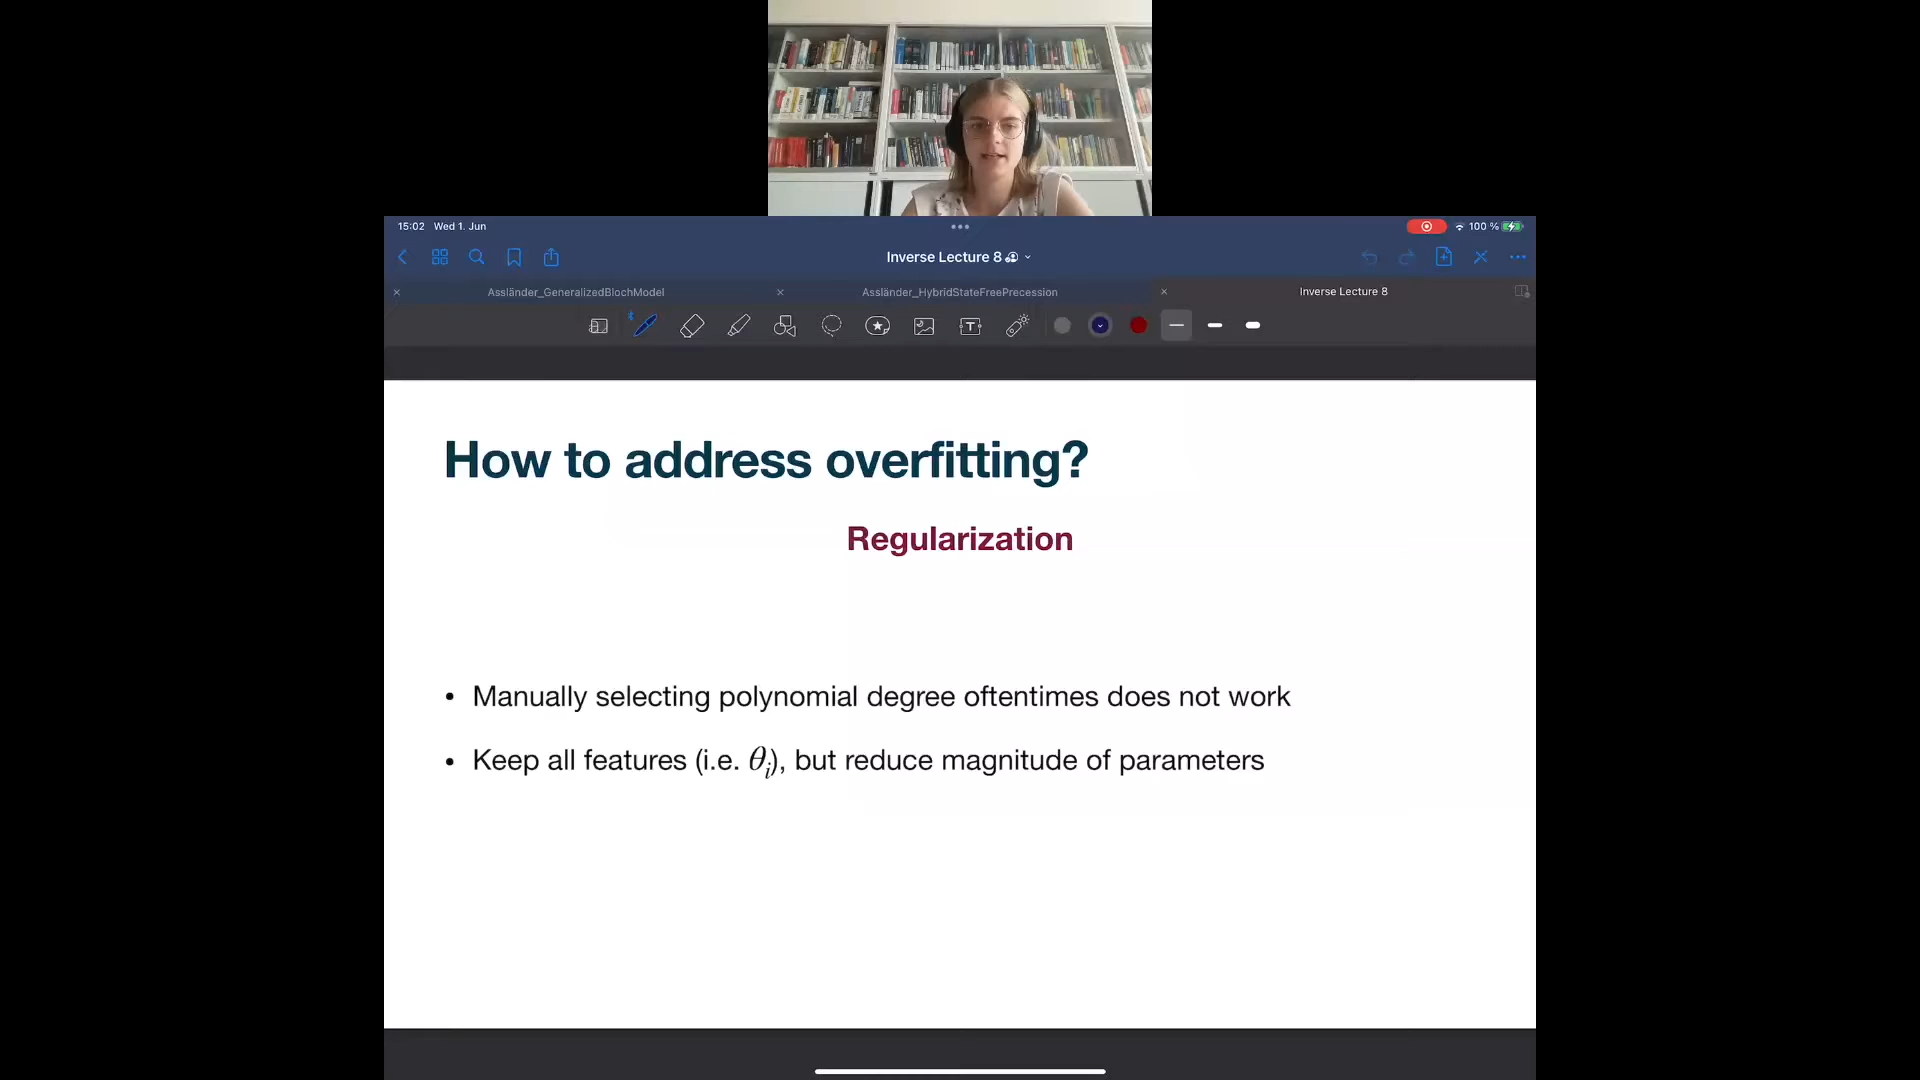 15:02 Wed 1. Jun
100 %
Inverse Lecture 8
Assländer_GeneralizedBlochModel
Assländer_HybridStateFreePrecession
Inverse Lecture 8
How to address overfitting?
Regularization
• Manually selecting polynomial degree oftentimes does not work
• Keep all features (i.e. θᵢ), but reduce magnitude of parameters